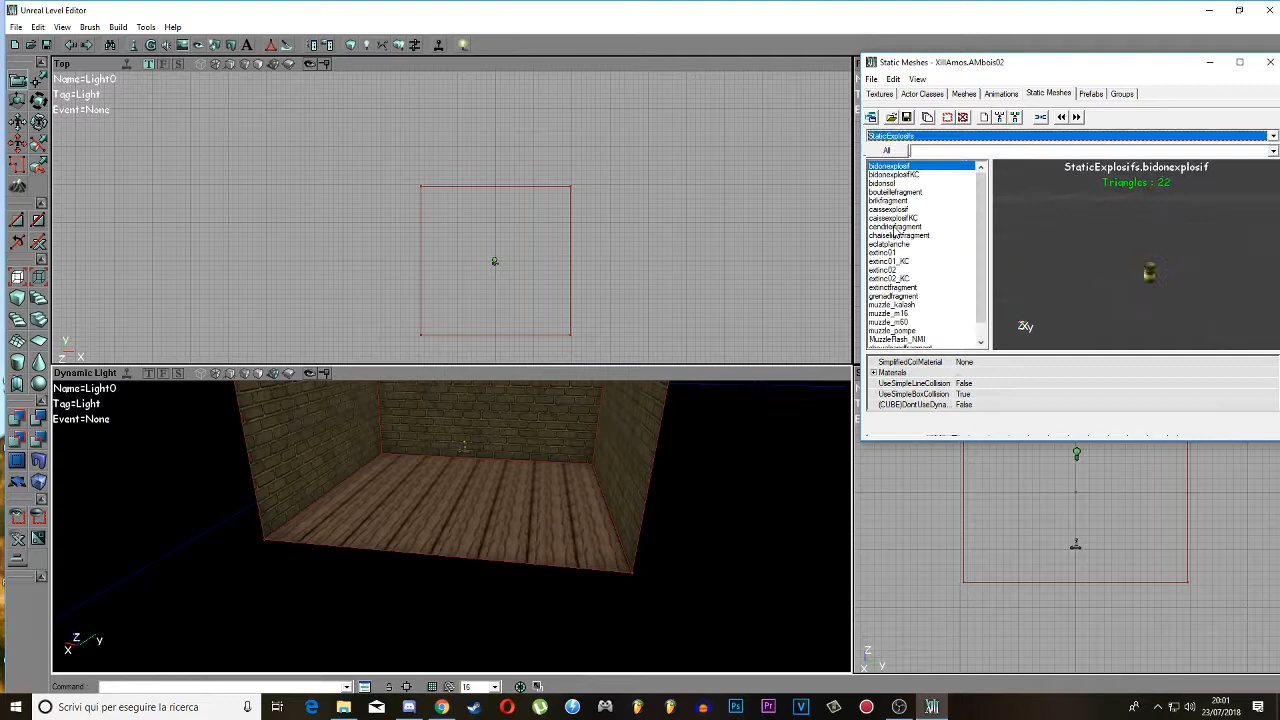 Unreal Level Editor
File Edit View Brush Build Tools Help
Top
T F S
Name=Light0
Tag=Light
Event=None
Y
Z X
Dynamic Light
T F S
Name=Light0
Tag=Light
Event=None
Z
X Y
Static Meshes - XIIIAmos.AMbois02
File Edit View
Textures Actor Classes Meshes Animations Static Meshes Prefabs Groups
StaticExplosifs
All
bidonexplosif
bidonexplosifKC
bidonsol
bouteillefragment
brikfragment
caissexplosif
caissexplosifKC
cendrierfragment
eclatplanche
extinc01
extinc01_KC
extinc02
extinc02_KC
extinctfragment
grenadfragment
muzzle_kalash
muzzle_m16
muzzle_m60
muzzle_pompe
MuzzleFlash_NMI
StaticExplosifs.bidonexplosif
Triangles : 22
SimplifiedColMaterial None
Materials ...
UseSimpleLineCollision False
UseSimpleBoxCollision True
(CUBE)DontUseDyna... False
Z
X Y
Command :
16
Scrivi qui per eseguire la ricerca
20:01
23/07/2018